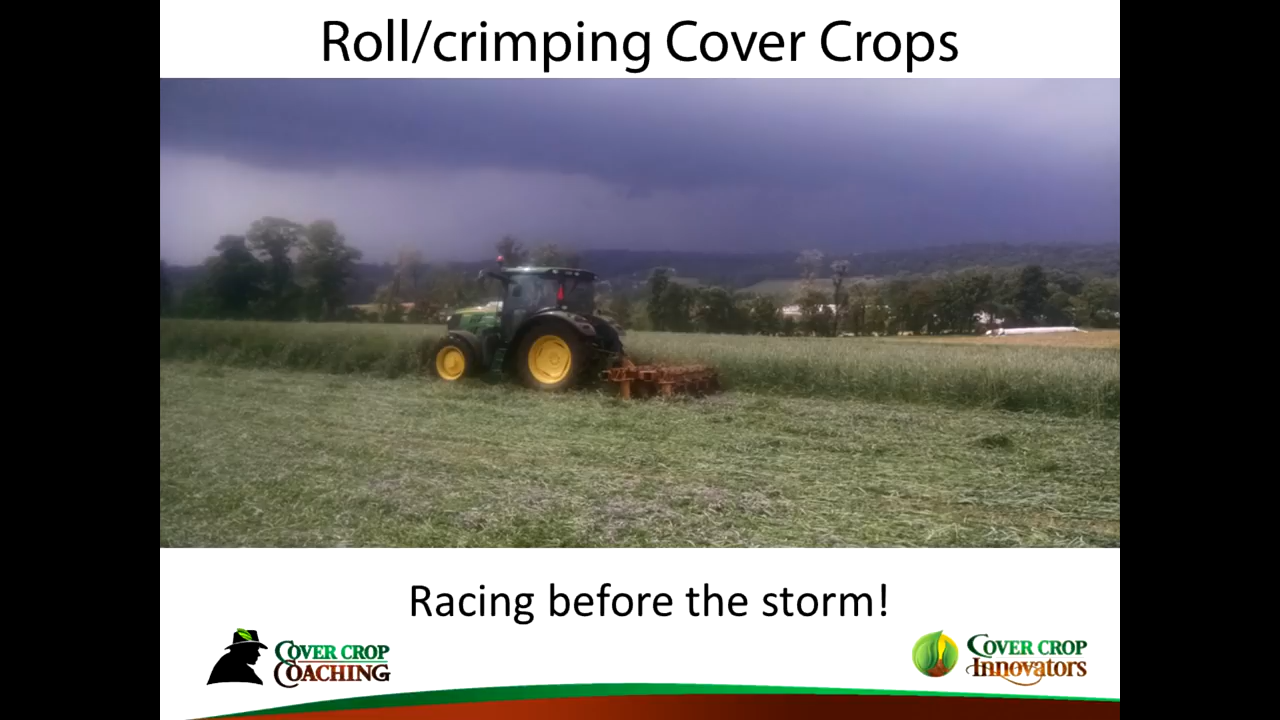 Roll/crimping Cover Crops
Racing before the storm!
COVER CROP
COACHING
COVER CROP
Innovators